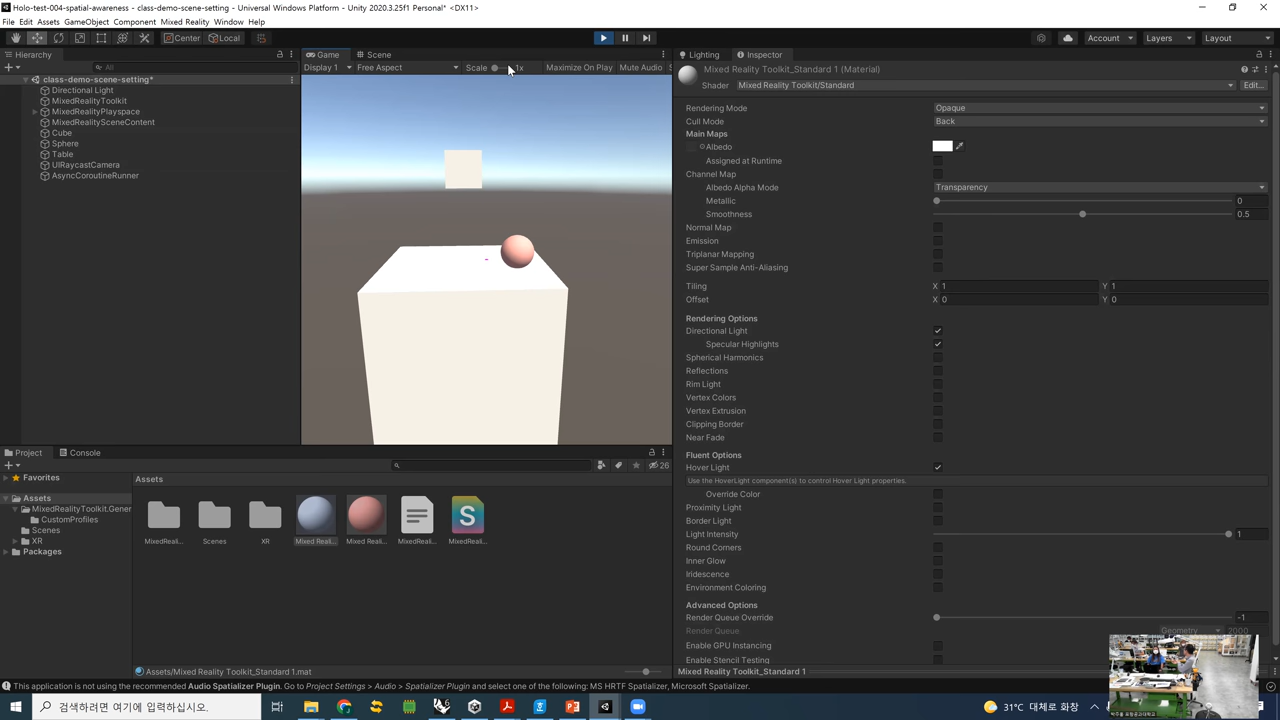 Holo-test-004-spatial-awareness - class-demo-scene-setting - Universal Windows Platform - Unity 2020.3.25f1 Personal* <DX11>
File Edit Assets GameObject Component Mixed Reality Window Help
Center Local Account Layers Layout
Hierarchy
All
class-demo-scene-setting*
Directional Light
MixedRealityToolkit
MixedRealityPlayspace
MixedRealitySceneContent
Cube
Sphere
Table
UIRaycastCamera
AsyncCoroutineRunner
Game Scene
Display 1 Free Aspect Scale 1x Maximize On Play Mute Audio S
Lighting Inspector
Mixed Reality Toolkit_Standard 1 (Material)
Shader Mixed Reality Toolkit/Standard Edit...
Rendering Mode Opaque
Cull Mode Back
Main Maps
Albedo
Assigned at Runtime
Channel Map
Albedo Alpha Mode Transparency
Metallic 0
Smoothness 0.5
Normal Map
Emission
Triplanar Mapping
Super Sample Anti-Aliasing
Tiling X 1 Y 1
Offset X 0 Y 0
Rendering Options
Directional Light
Specular Highlights
Spherical Harmonics
Reflections
Rim Light
Vertex Colors
Vertex Extrusion
Clipping Border
Near Fade
Fluent Options
Hover Light
Use the HoverLight component(s) to control Hover Light properties.
Override Color
Proximity Light
Border Light
Light Intensity 1
Round Corners
Inner Glow
Iridescence
Environment Coloring
Advanced Options
Render Queue Override -1
Render Queue Geometry 2000
Enable GPU Instancing
Enable Stencil Testing
Mixed Reality Toolkit_Standard 1
Project Console
26
Favorites
Assets
MixedRealityToolkit.Gener
CustomProfiles
Scenes
XR
Packages
Assets
MixedReali... Scenes XR Mixed Reali... Mixed Reali... MixedReali... MixedReali...
Assets/Mixed Reality Toolkit_Standard 1.mat
This application is not using the recommended Audio Spatializer Plugin. Go to Project Settings > Audio > Spatializer Plugin and select one of the following: MS HRTF Spatializer, Microsoft Spatializer.
검색하려면 여기에 입력하십시오.
31°C 대체로 화창